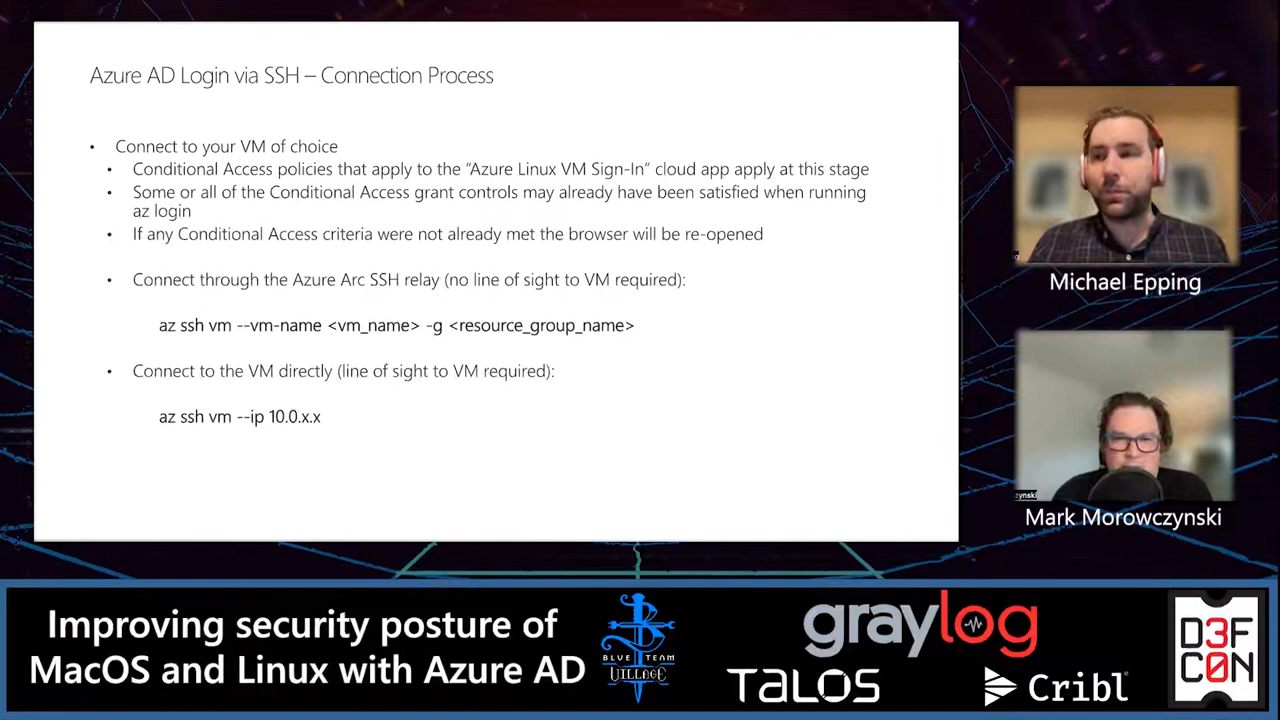 Azure AD Login via SSH – Connection Process
• Connect to your VM of choice
• Conditional Access policies that apply to the “Azure Linux VM Sign-In” cloud app apply at this stage
• Some or all of the Conditional Access grant controls may already have been satisfied when running
az login
• If any Conditional Access criteria were not already met the browser will be re-opened
• Connect through the Azure Arc SSH relay (no line of sight to VM required):
az ssh vm --vm-name <vm_name> -g <resource_group_name>
• Connect to the VM directly (line of sight to VM required):
az ssh vm --ip 10.0.x.x
Michael Epping
zynski
Mark Morowczynski
Improving security posture of
MacOS and Linux with Azure AD
BLUE TEAM
VILLAGE
graylog
TALOS
Cribl
D3F
C0N